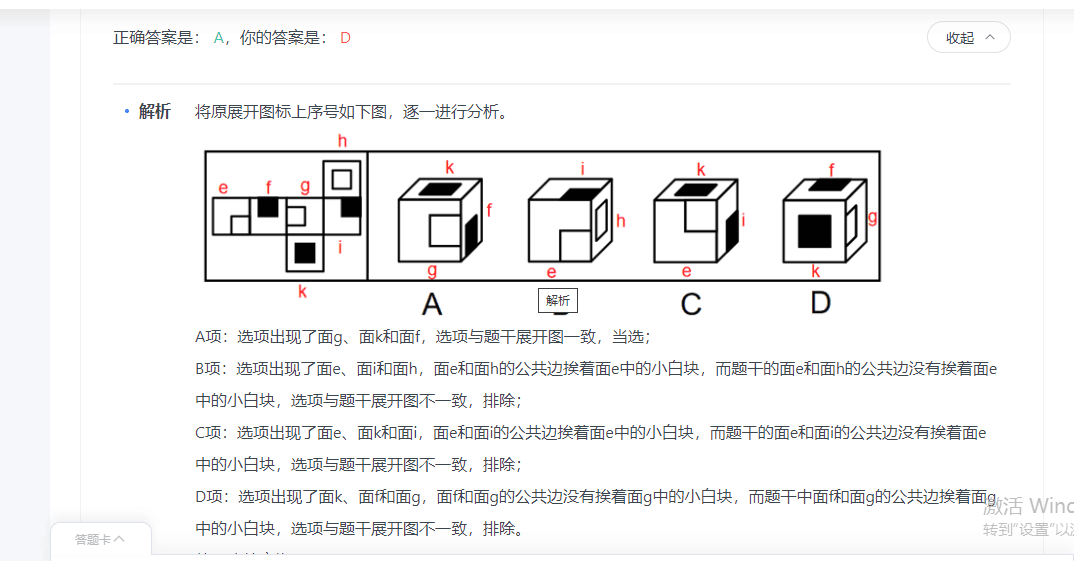 正确答案是： A，你的答案是： D
收起
解析 将原展开图标上序号如下图，逐一进行分析。
h
k i k f
e f g
f h i g
i
g e e k
k
A C D
解析
A项：选项出现了面g、面k和面f，选项与题干展开图一致，当选；
B项：选项出现了面e、面i和面h，面e和面h的公共边挨着面e中的小白块，而题干的面e和面h的公共边没有挨着面e
中的小白块，选项与题干展开图不一致，排除；
C项：选项出现了面e、面k和面i，面e和面i的公共边挨着面e中的小白块，而题干的面e和面i的公共边没有挨着面e
中的小白块，选项与题干展开图不一致，排除；
D项：选项出现了面k、面f和面g，面f和面g的公共边没有挨着面g中的小白块，而题干中面f和面g的公共边挨着面g
中的小白块，选项与题干展开图不一致，排除。
激活 Wind
转到“设置”以
答题卡